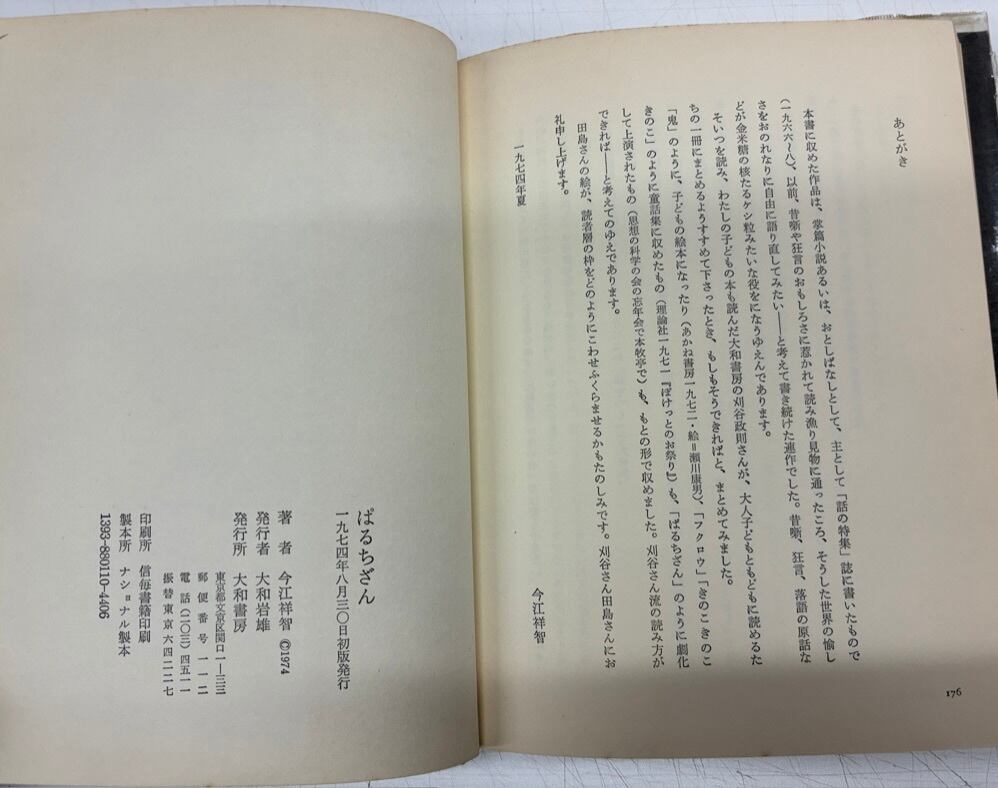 あとがき
本書に収めた作品は、掌篇小説あるいは、おとしばなしとして、主として「話の特集」誌に書いたもので
(一九六六〜八)、以前、昔噺や狂言のおもしろさに惹かれて読み漁り見物に通ったころ、そうした世界の愉し
さをおのれなりに自由に語り直してみたい――と考えて書き続けた連作でした。昔噺、狂言、落語の原話な
どが金米糖の核たるケシ粒みたいな役をになうゆえんであります。
そいつを読み、わたしの子どもの本も読んだ大和書房の刈谷政則さんが、大人子どもともどもに読めるた
ちの一冊にまとめるようすすめて下さったとき、もしもそうできればと、まとめてみました。
「鬼」のように、子どもの絵本になったり(あかね書房一九七二・絵=瀬川康男)、「フクロウ」「きのこきのこ
きのこ」のように童話集に収めたもの(理論社一九七一『ぽけっとのお祭り』)も、「ぱるちざん」のように劇化
して上演されたもの(思想の科学の会の忘年会で本牧亭で)も、もとの形で収めました。刈谷さん流の読み方が
できれば――と考えてのゆえであります。
田島さんの絵が、読者層の枠をどのようにこわせふくらませるかもたのしみです。刈谷さん田島さんにお
礼申し上げます。
一九七四年夏
今江祥智
176
ぱるちざん
一九七四年八月三〇日初版発行
著者 今江祥智 ©1974
発行者 大和岩雄
発行所 大和書房
東京都文京区関口一―三三
郵便番号 一一二
電話(二〇三)四五一一
振替東京六四二二七
印刷所 信毎書籍印刷
製本所 ナショナル製本
1393-880110-4406